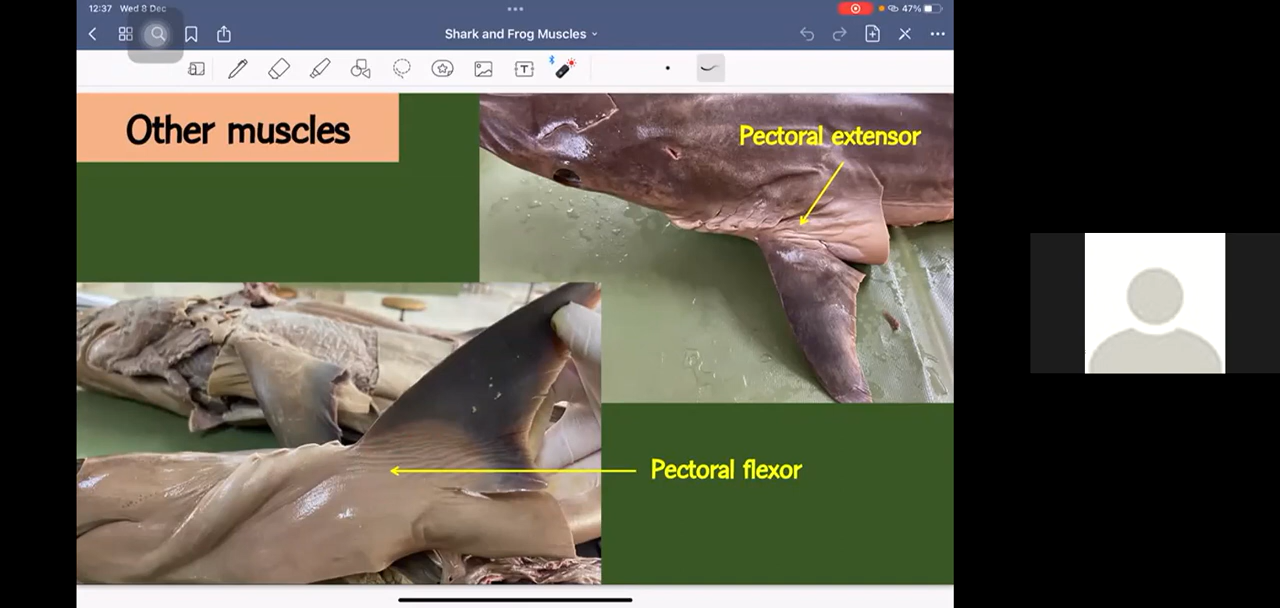 12:37 Wed 8 Dec
47%
Shark and Frog Muscles
T
Other muscles
Pectoral extensor
Pectoral flexor